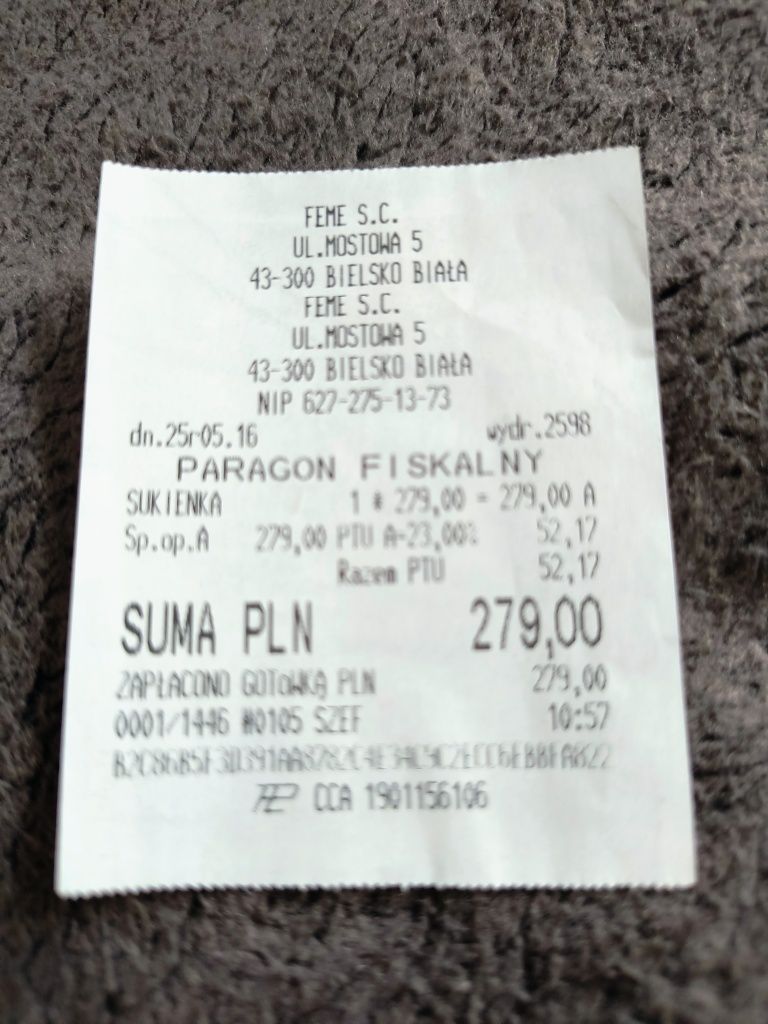 FEME S.C.
UL.MOSTOWA 5
43-300 BIELSKO BIAŁA
FEME S.C.
UL.MOSTOWA 5
43-300 BIELSKO BIAŁA
NIP 627-275-13-73
dn.25r05.16 wydr.2598
PARAGON FISKALNY
SUKIENKA 1 * 279,00 = 279,00 A
Sp.op.A 279,00 PTU A=23,00% 52,17
Razem PTU 52,17
SUMA PLN 279,00
ZAPŁACONO GOTÓWKĄ PLN 279,00
0001/1446 #0105 SZEF 10:57
CCA 1901156106